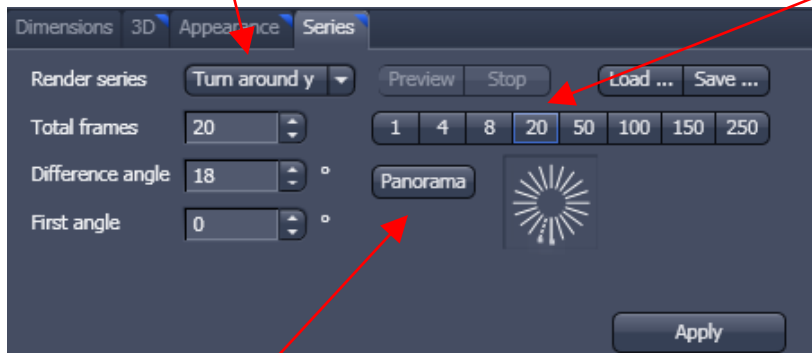 Dimensions 3D Appearance Series
Render series Turn around y Preview Stop Load ... Save ...
Total frames 20 1 4 8 20 50 100 150 250
Difference angle 18 ° Panorama
First angle 0 °
Apply